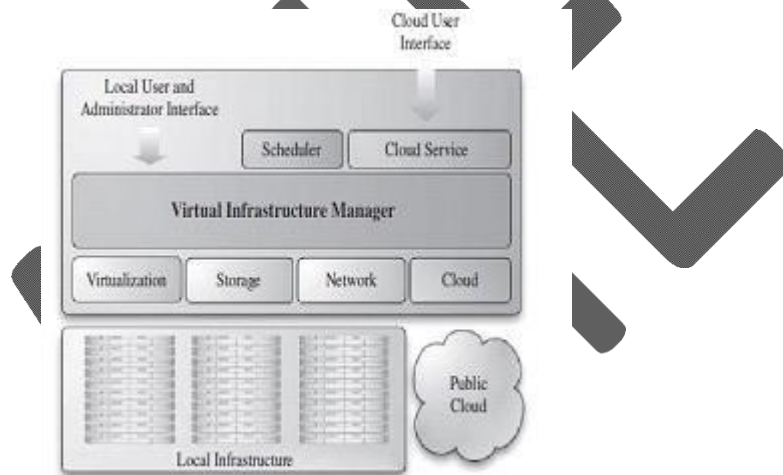 Cloud User
Interface
Local User and
Administrator Interface
Scheduler
Cloud Service
Virtual Infrastructure Manager
Virtualization
Storage
Network
Cloud
Public
Cloud
Local Infrastructure